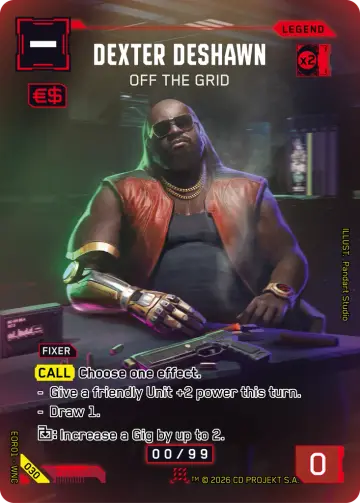 LEGEND
DEXTER DESHAWN
OFF THE GRID
x2
€$
ILLUST: Pandart Studio
FIXER
CALL Choose one effect.
- Give a friendly Unit +2 power this turn.
- Draw 1.
: Increase a Gig by up to 2.
00/99
0
© 2026 CD PROJEKT S.A.
030